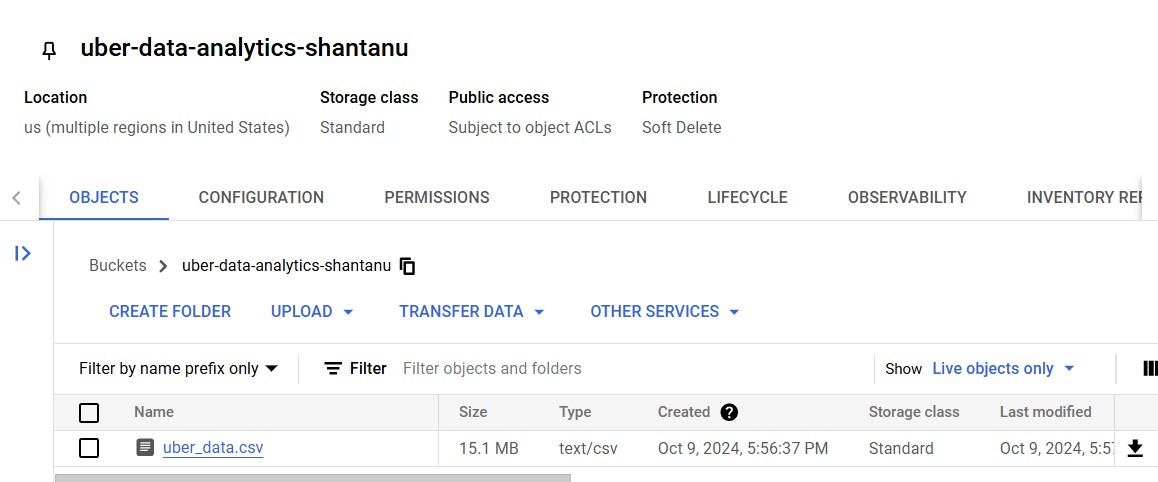 uber-data-analytics-shantanu
Location Storage class Public access Protection
us (multiple regions in United States) Standard Subject to object ACLs Soft Delete
OBJECTS CONFIGURATION PERMISSIONS PROTECTION LIFECYCLE OBSERVABILITY INVENTORY REP
Buckets uber-data-analytics-shantanu
CREATE FOLDER UPLOAD TRANSFER DATA OTHER SERVICES
Filter by name prefix only Filter Filter objects and folders Show Live objects only
Name Size Type Created ? Storage class Last modified
uber_data.csv 15.1 MB text/csv Oct 9, 2024, 5:56:37 PM Standard Oct 9, 2024, 5:5